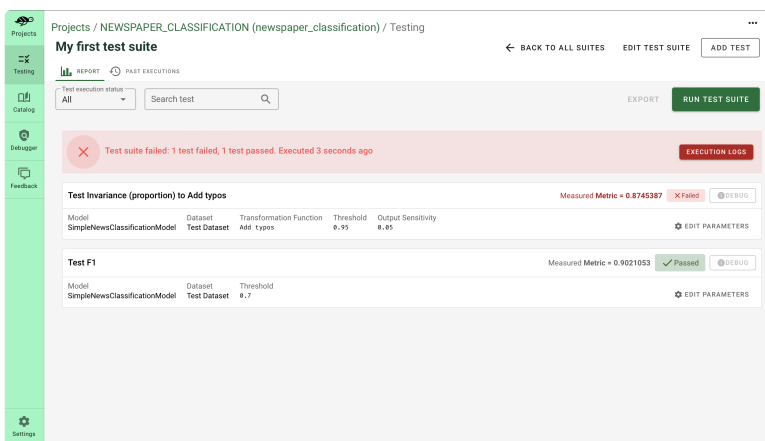 Projects / NEWSPAPER_CLASSIFICATION (newspaper_classification) / Testing
My first test suite
BACK TO ALL SUITES
EDIT TEST SUITE
ADD TEST
REPORT
PAST EXECUTIONS
Projects
Testing
Catalog
Debugger
Feedback
Settings
Test execution status
All
Search test
EXPORT
RUN TEST SUITE
Test suite failed: 1 test failed, 1 test passed. Executed 3 seconds ago
EXECUTION LOGS
Test Invariance (proportion) to Add typos
Measured Metric = 0.8745387
Failed
DEBUG
Model Dataset Transformation Function Threshold Output Sensitivity
SimpleNewsClassificationModel Test Dataset Add typos 0.95 0.05
EDIT PARAMETERS
Test F1
Measured Metric = 0.9021053
Passed
DEBUG
Model Dataset Threshold
SimpleNewsClassificationModel Test Dataset 0.7
EDIT PARAMETERS